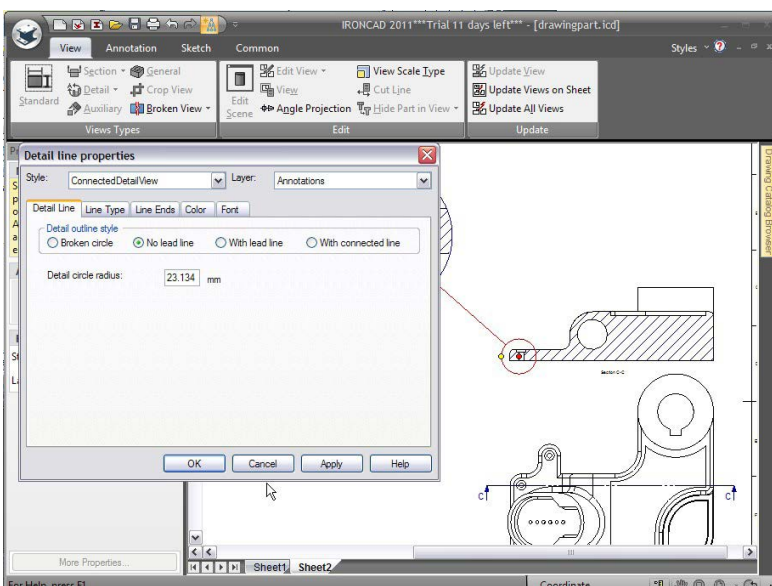 IRONCAD 2011***Trial 11 days left*** - [drawingpart.icd]
View Annotation Sketch Common Styles
Standard
Section General
Detail Crop View
Auxiliary Broken View
Views Types
Edit Scene
Edit View View Scale Type
View Cut Line
Angle Projection Hide Part in View
Edit
Update View
Update Views on Sheet
Update All Views
Update
Detail line properties
Style: ConnectedDetailView Layer: Annotations
Detail Line Line Type Line Ends Color Font
Detail outline style
Broken circle No lead line With lead line With connected line
Detail circle radius: 23.134 mm
OK Cancel Apply Help
Drawing Catalog Browser
Section C-C
C C
More Properties...
Sheet1 Sheet2
For Help, press F1 Coordinate